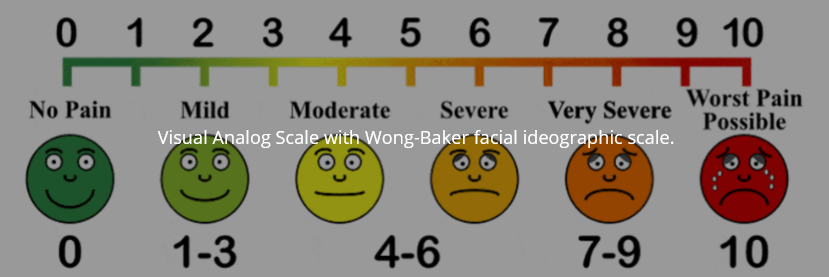 0 1 2 3 4 5 6 7 8 9 10
No Pain Mild Moderate Severe Very Severe Worst Pain Possible
Visual Analog Scale with Wong-Baker facial ideographic scale.
0 1-3 4-6 7-9 10